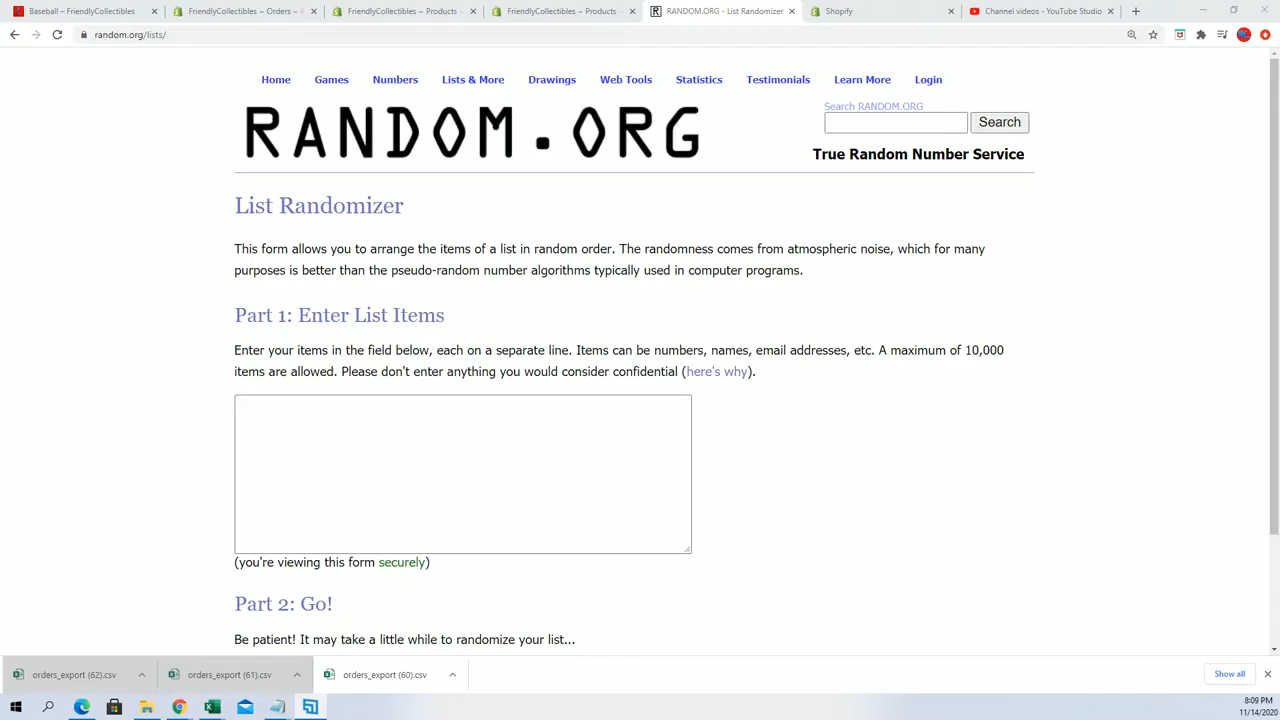 Baseball – FriendlyCollectibles
FriendlyCollectibles ~ Orders ~
FriendlyCollectibles ~ Products
FriendlyCollectibles ~ Products
RANDOM.ORG - List Randomizer
Shopify
Channel videos - YouTube Studio
random.org/lists/
Home Games Numbers Lists & More Drawings Web Tools Statistics Testimonials Learn More Login
RANDOM.ORG
Search RANDOM.ORG
Search
True Random Number Service
List Randomizer
This form allows you to arrange the items of a list in random order. The randomness comes from atmospheric noise, which for many
purposes is better than the pseudo-random number algorithms typically used in computer programs.
Part 1: Enter List Items
Enter your items in the field below, each on a separate line. Items can be numbers, names, email addresses, etc. A maximum of 10,000
items are allowed. Please don't enter anything you would consider confidential (here's why).
(you're viewing this form securely)
Part 2: Go!
Be patient! It may take a little while to randomize your list...
orders_export (62).csv
orders_export (61).csv
orders_export (60).csv
Show all
8:09 PM
11/14/2020